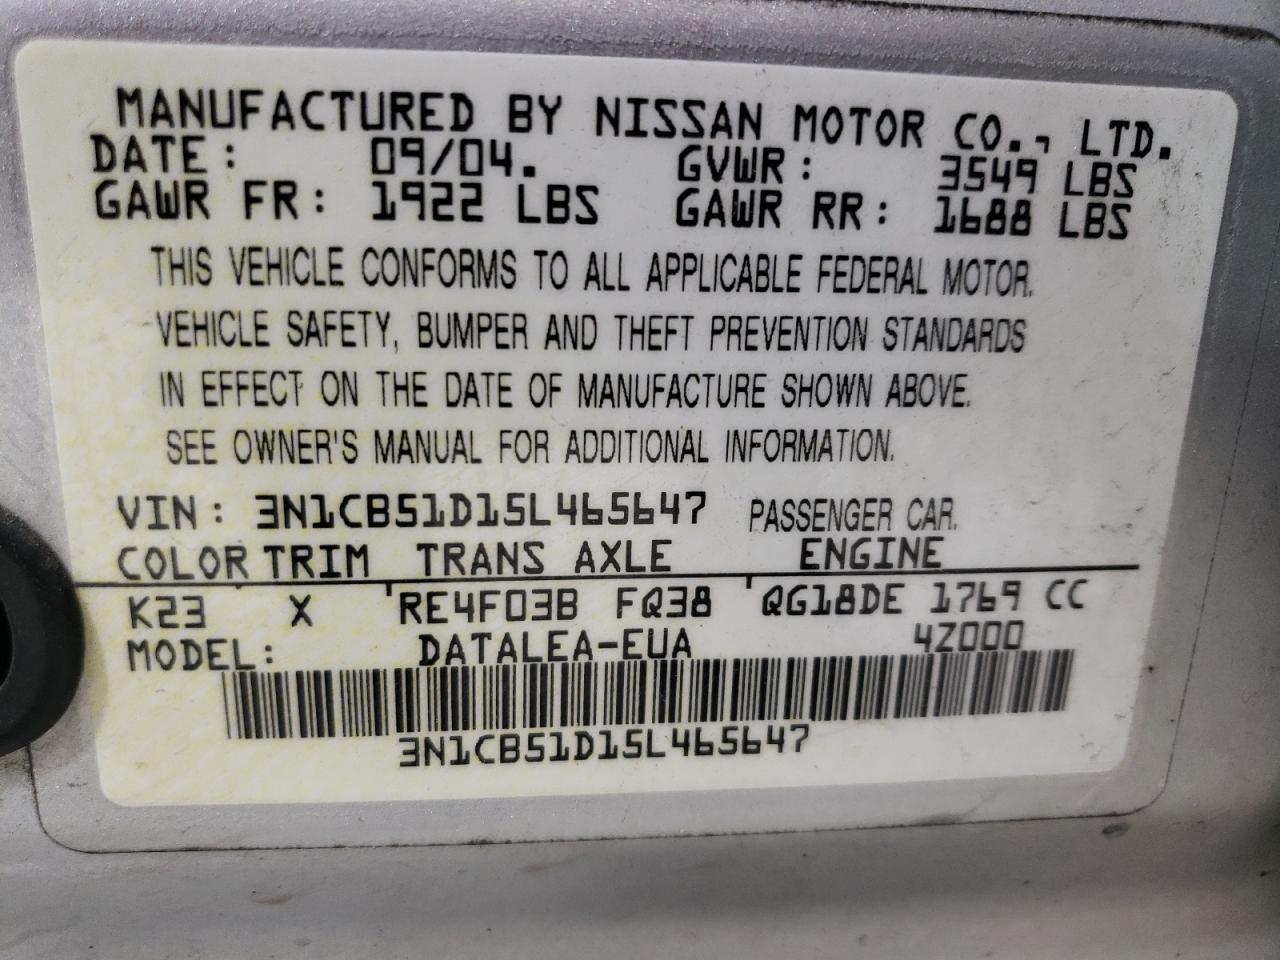 MANUFACTURED BY NISSAN MOTOR CO., LTD.
DATE: 09/04. GVWR: 3549 LBS
GAWR FR: 1922 LBS GAWR RR: 1688 LBS
THIS VEHICLE CONFORMS TO ALL APPLICABLE FEDERAL MOTOR.
VEHICLE SAFETY, BUMPER AND THEFT PREVENTION STANDARDS
IN EFFECT ON THE DATE OF MANUFACTURE SHOWN ABOVE.
SEE OWNER'S MANUAL FOR ADDITIONAL INFORMATION.
VIN: 3N1CB51D15L465647 PASSENGER CAR.
COLOR TRIM TRANS AXLE ENGINE
K23 X RE4F03B FQ38 QG18DE 1769 CC
MODEL: DATALEA-EUA 4Z000
3N1CB51D15L465647